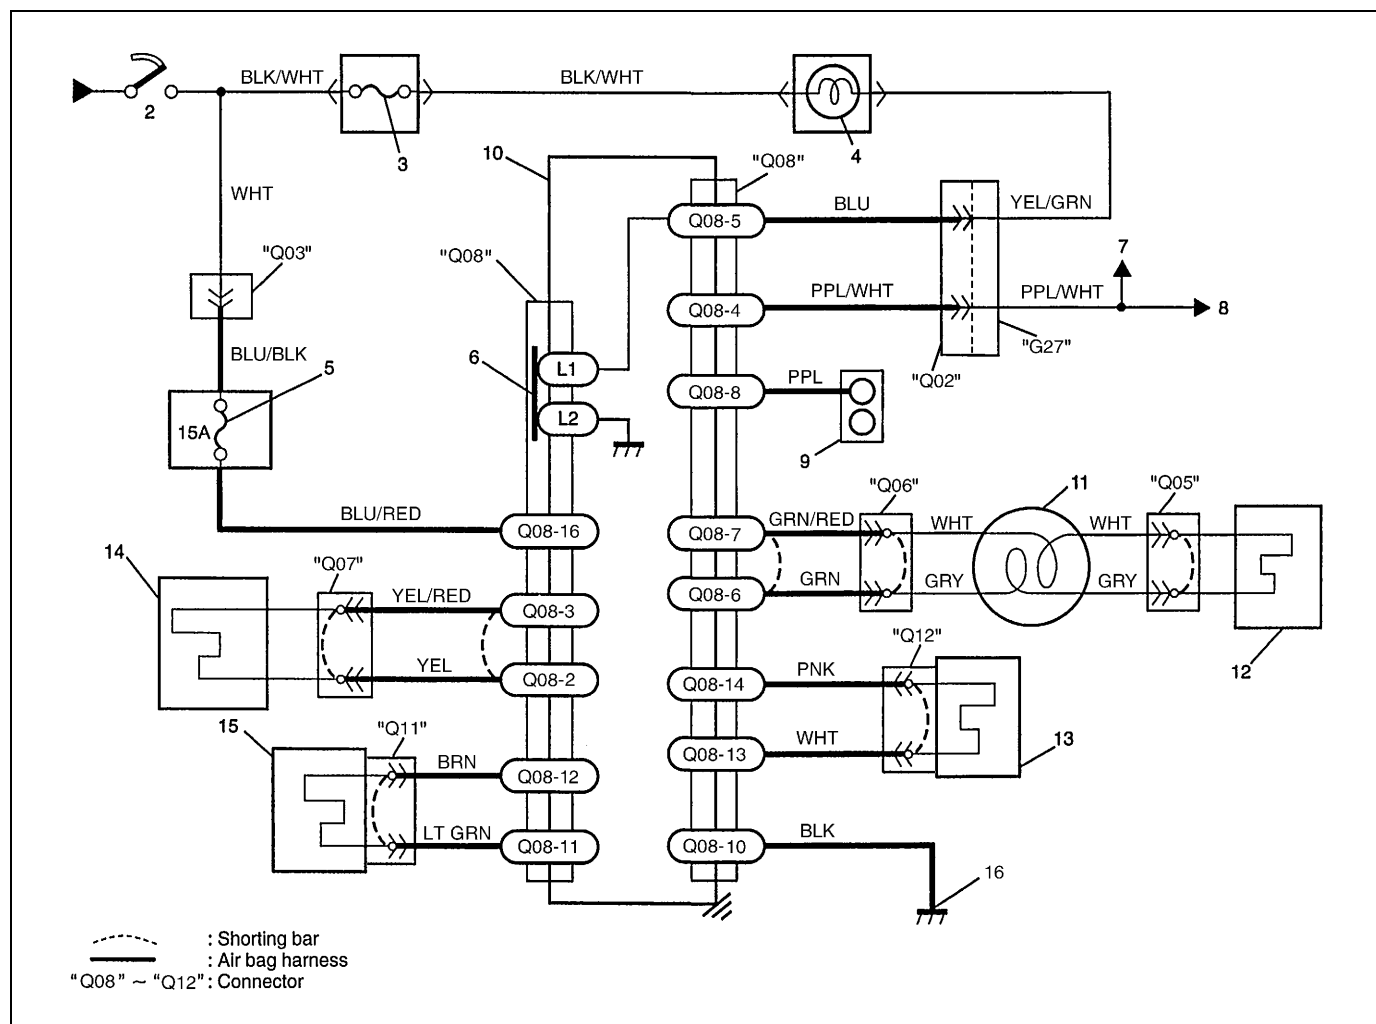 BLK/WHT
BLK/WHT
2
3
4
10
"Q08"
WHT
Q08-5
BLU
YEL/GRN
"Q03"
"Q08"
7
Q08-4
PPL/WHT
PPL/WHT
8
BLU/BLK
5
6
L1
"G27"
"Q02"
Q08-8
PPL
15A
L2
9
"Q06"
11
"Q05"
BLU/RED
Q08-16
Q08-7
GRN/RED
WHT
WHT
14
"Q07"
YEL/RED
Q08-3
Q08-6
GRN
GRY
GRY
YEL
Q08-2
Q08-14
PNK
"Q12"
12
15
"Q11"
BRN
Q08-12
Q08-13
WHT
13
LT GRN
Q08-11
Q08-10
BLK
16
: Shorting bar
: Air bag harness
"Q08" ~ "Q12" : Connector